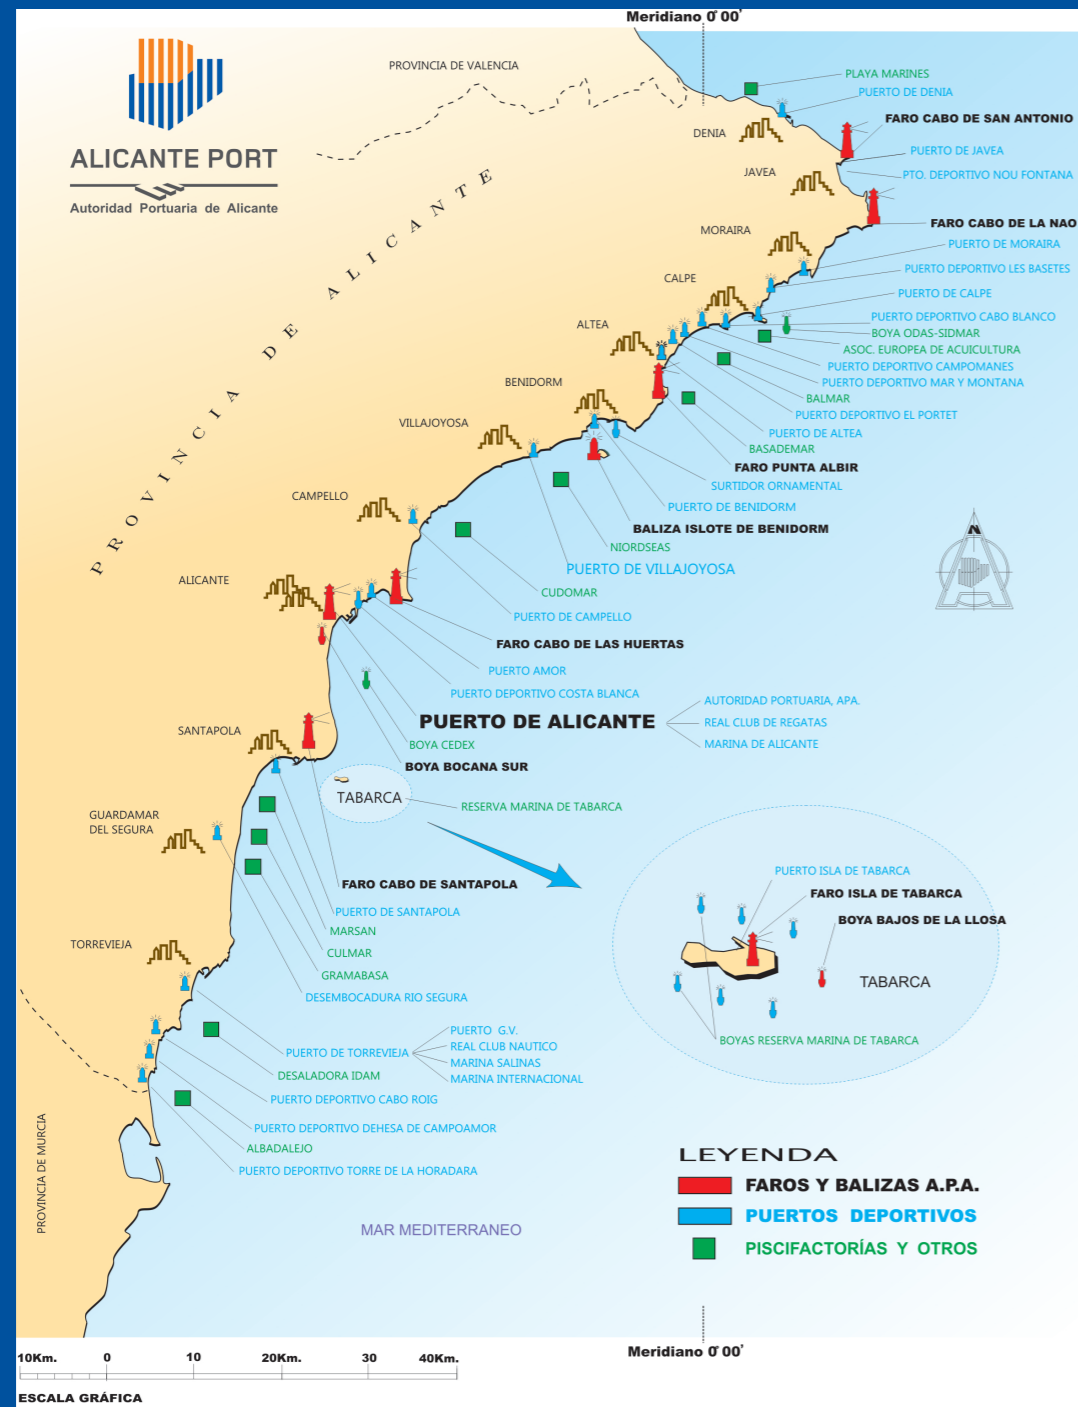 Meridiano 0º 00'
PROVINCIA DE VALENCIA
ALICANTE PORT
Autoridad Portuaria de Alicante
PROVINCIA DE ALICANTE
PLAYA MARINES
PUERTO DE DENIA
DENIA
FARO CABO DE SAN ANTONIO
PUERTO DE JAVEA
JAVEA
PTO. DEPORTIVO NOU FONTANA
FARO CABO DE LA NAO
MORAIRA
PUERTO DE MORAIRA
PUERTO DEPORTIVO LES BASETES
CALPE
PUERTO DE CALPE
PUERTO DEPORTIVO CABO BLANCO
ALTEA
BOYA ODAS-SIDMAR
ASOC. EUROPEA DE ACUICULTURA
PUERTO DEPORTIVO CAMPOMANES
BENIDORM
PUERTO DEPORTIVO MAR Y MONTANA
BALMAR
PUERTO DEPORTIVO EL PORTET
VILLAJOYOSA
PUERTO DE ALTEA
BASADEMAR
FARO PUNTA ALBIR
SURTIDOR ORNAMENTAL
CAMPELLO
PUERTO DE BENIDORM
BALIZA ISLOTE DE BENIDORM
N
NIORDSEAS
PUERTO DE VILLAJOYOSA
ALICANTE
CUDOMAR
PUERTO DE CAMPELLO
FARO CABO DE LAS HUERTAS
PUERTO AMOR
PUERTO DEPORTIVO COSTA BLANCA
PUERTO DE ALICANTE
AUTORIDAD PORTUARIA, APA.
REAL CLUB DE REGATAS
MARINA DE ALICANTE
SANTAPOLA
BOYA CEDEX
BOYA BOCANA SUR
TABARCA
RESERVA MARINA DE TABARCA
GUARDAMAR
DEL SEGURA
FARO CABO DE SANTAPOLA
PUERTO DE SANTAPOLA
MARSAN
CULMAR
GRAMABASA
DESEMBOCADURA RIO SEGURA
TORREVIEJA
PUERTO ISLA DE TABARCA
FARO ISLA DE TABARCA
BOYA BAJOS DE LA LLOSA
TABARCA
BOYAS RESERVA MARINA DE TABARCA
PUERTO DE TORREVIEJA
PUERTO G.V.
REAL CLUB NAUTICO
MARINA SALINAS
MARINA INTERNACIONAL
DESALADORA IDAM
PUERTO DEPORTIVO CABO ROIG
PUERTO DEPORTIVO DEHESA DE CAMPOAMOR
ALBADALEJO
PUERTO DEPORTIVO TORRE DE LA HORADARA
PROVINCIA DE MURCIA
MAR MEDITERRANEO
LEYENDA
FAROS Y BALIZAS A.P.A.
PUERTOS DEPORTIVOS
PISCIFACTORÍAS Y OTROS
Meridiano 0º 00'
10Km. 0 10 20Km. 30 40Km.
ESCALA GRÁFICA